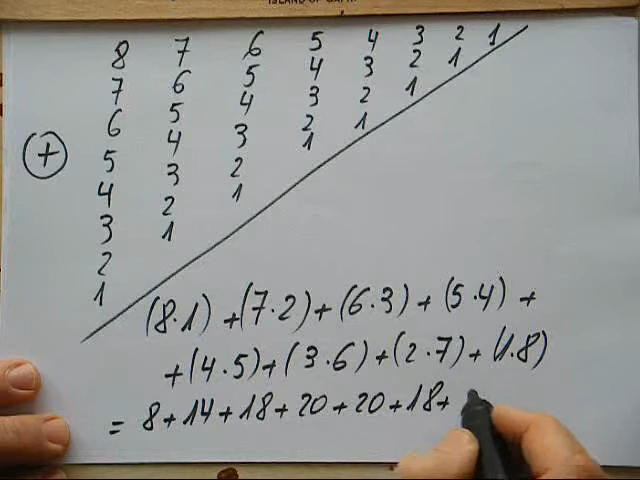 8 7 6 5 4 3 2 1
7 6 5 4 3 2 1
6 5 4 3 2 1
+ 5 4 3 2 1
4 3 2 1
3 2 1
2 1
1
(8·1) + (7·2) + (6·3) + (5·4) +
+ (4·5) + (3·6) + (2·7) + (1·8)
= 8 + 14 + 18 + 20 + 20 + 18 +